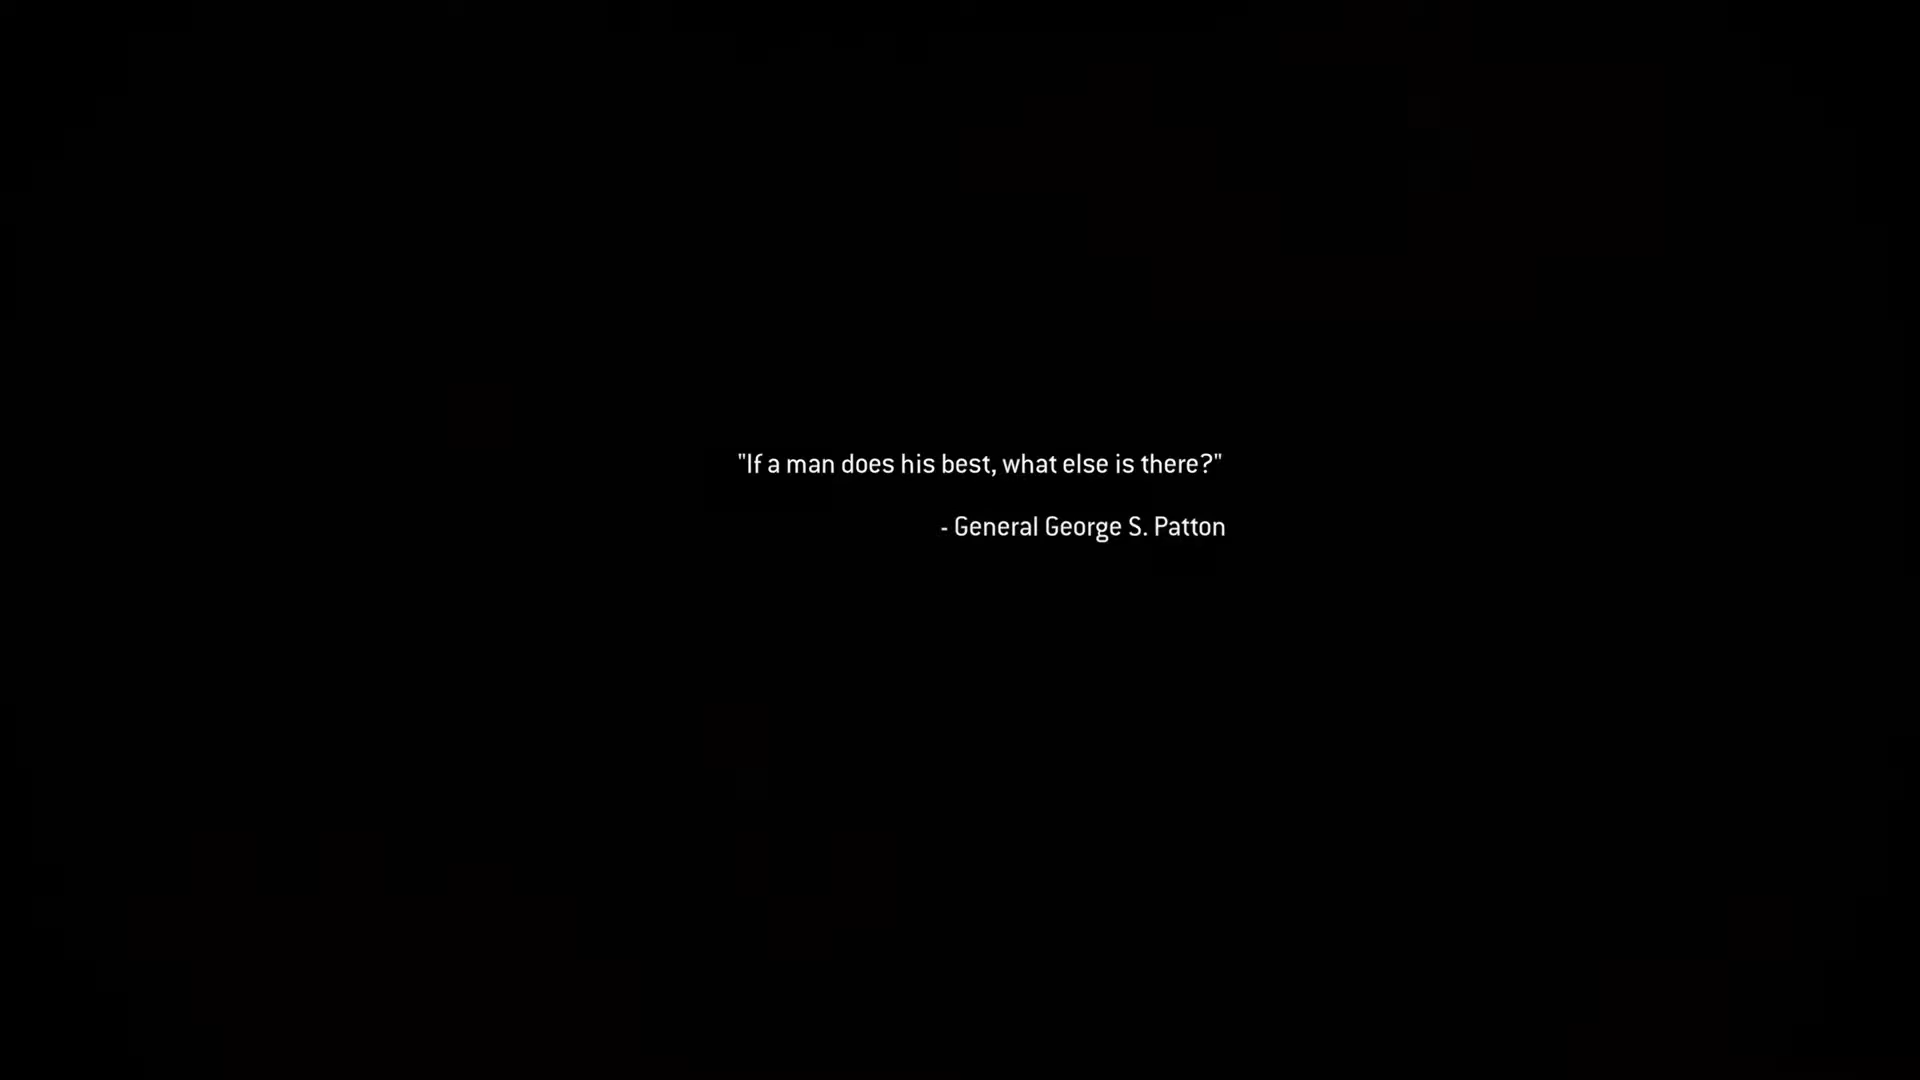 "If a man does his best, what else is there?"
- General George S. Patton